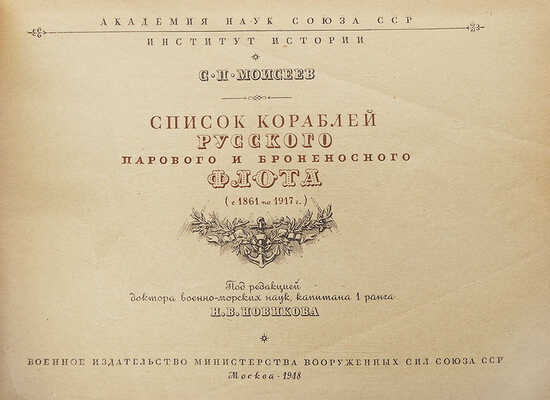 АКАДЕМИЯ НАУК СОЮЗА ССР
ИНСТИТУТ ИСТОРИИ
С·П·МОИСЕЕВ
СПИСОК КОРАБЛЕЙ
РУССКОГО
ПАРОВОГО И БРОНЕНОСНОГО
ФЛОТА
(с 1861 по 1917 г.)
Под редакцией
доктора военно-морских наук, капитана 1 ранга
Н.В.НОВИКОВА
ВОЕННОЕ ИЗДАТЕЛЬСТВО МИНИСТЕРСТВА ВООРУЖЕННЫХ СИЛ СОЮЗА ССР
Москва-1948